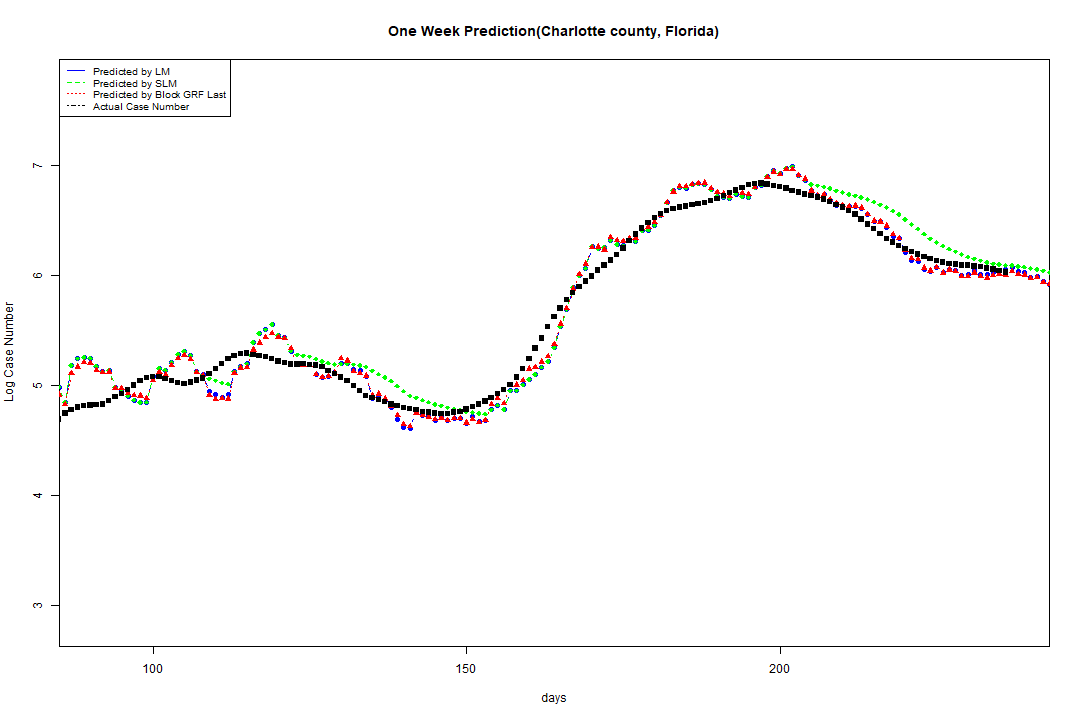 One Week Prediction(Charlotte county, Florida)
Predicted by LM
Predicted by SLM
Predicted by Block GRF Last
Actual Case Number
7
6
5
4
3
Log Case Number
100 150 200
days